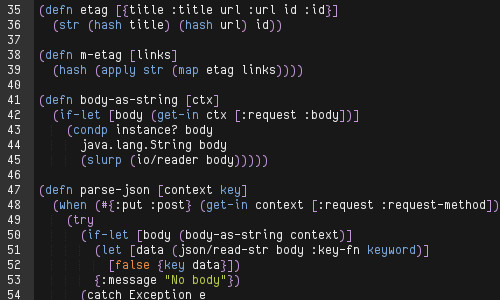 35 (defn etag [{title :title url :url id :id}]
36   (str (hash title) (hash url) id))
37
38 (defn m-etag [links]
39   (hash (apply str (map etag links))))
40
41 (defn body-as-string [ctx]
42   (if-let [body (get-in ctx [:request :body])]
43     (condp instance? body
44       java.lang.String body
45       (slurp (io/reader body)))))
46
47 (defn parse-json [context key]
48   (when (#{:put :post} (get-in context [:request :request-method])
49     (try
50       (if-let [body (body-as-string context)]
51         (let [data (json/read-str body :key-fn keyword)]
52           [false {key data}])
53         {:message "No body"})
54       (catch Exception e